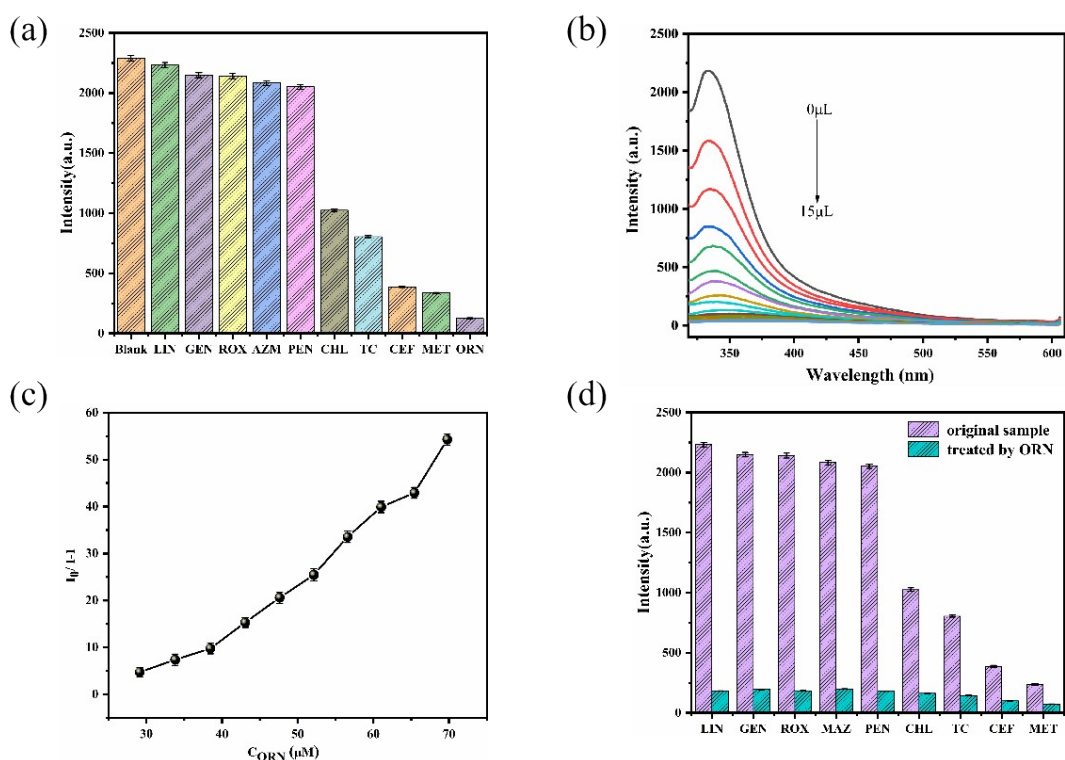 (a)
2500
2000
1500
1000
500
0
Intensity(a.u.)
Blank LIN GEN ROX AZM PEN CHL TC CEF MET ORN
(b)
2500
2000
1500
1000
500
0
Intensity (a.u.)
0μL
15μL
350 400 450 500 550 600
Wavelength (nm)
(c)
60
50
40
30
20
10
0
I0/ I-1
30 40 50 60 70
CORN (μM)
(d)
2500
2000
1500
1000
500
0
Intensity(a.u.)
original sample
treated by ORN
LIN GEN ROX MAZ PEN CHL TC CEF MET